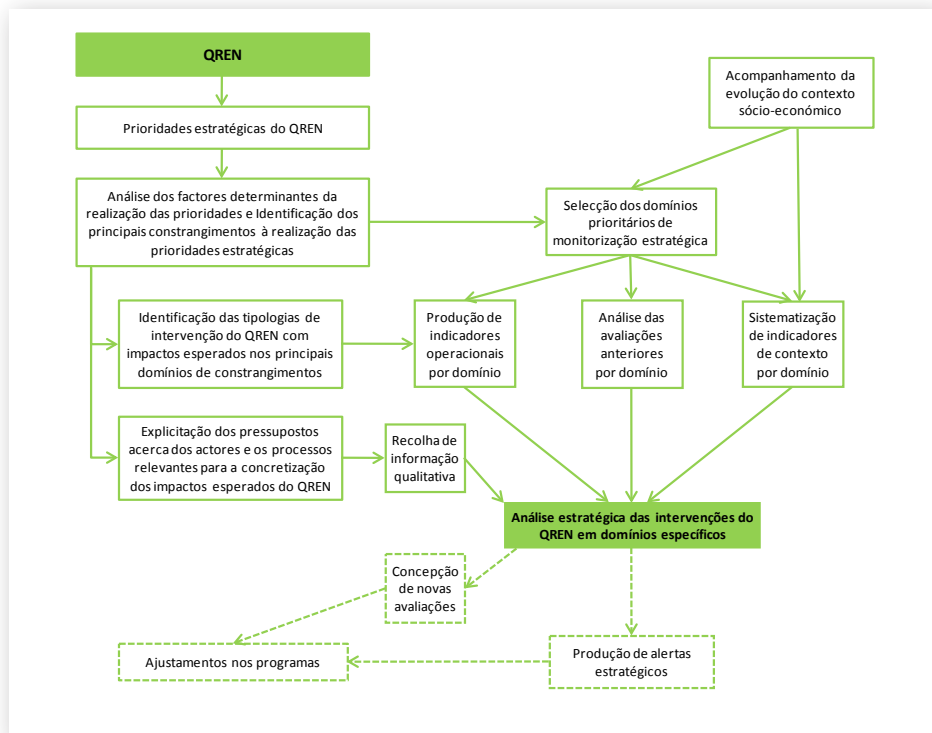 QREN
Acompanhamento da
evolução do contexto
sócio-económico
Prioridades estratégicas do QREN
Análise dos factores determinantes da
realização das prioridades e Identificação dos
principais constrangimentos à realização das
prioridades estratégicas
Selecção dos domínios
prioritários de
monitorização estratégica
Identificação das tipologias de
intervenção do QREN com
impactos esperados nos principais
domínios de constrangimentos
Produção de
indicadores
operacionais
por domínio
Análise das
avaliações
anteriores
por domínio
Sistematização
de indicadores
de contexto
por domínio
Explicitação dos pressupostos
acerca dos actores e os processos
relevantes para a concretização
dos impactos esperados do QREN
Recolha de
informação
qualitativa
Análise estratégica das intervenções do
QREN em domínios específicos
Concepção
de novas
avaliações
Ajustamentos nos programas
Produção de alertas
estratégicos